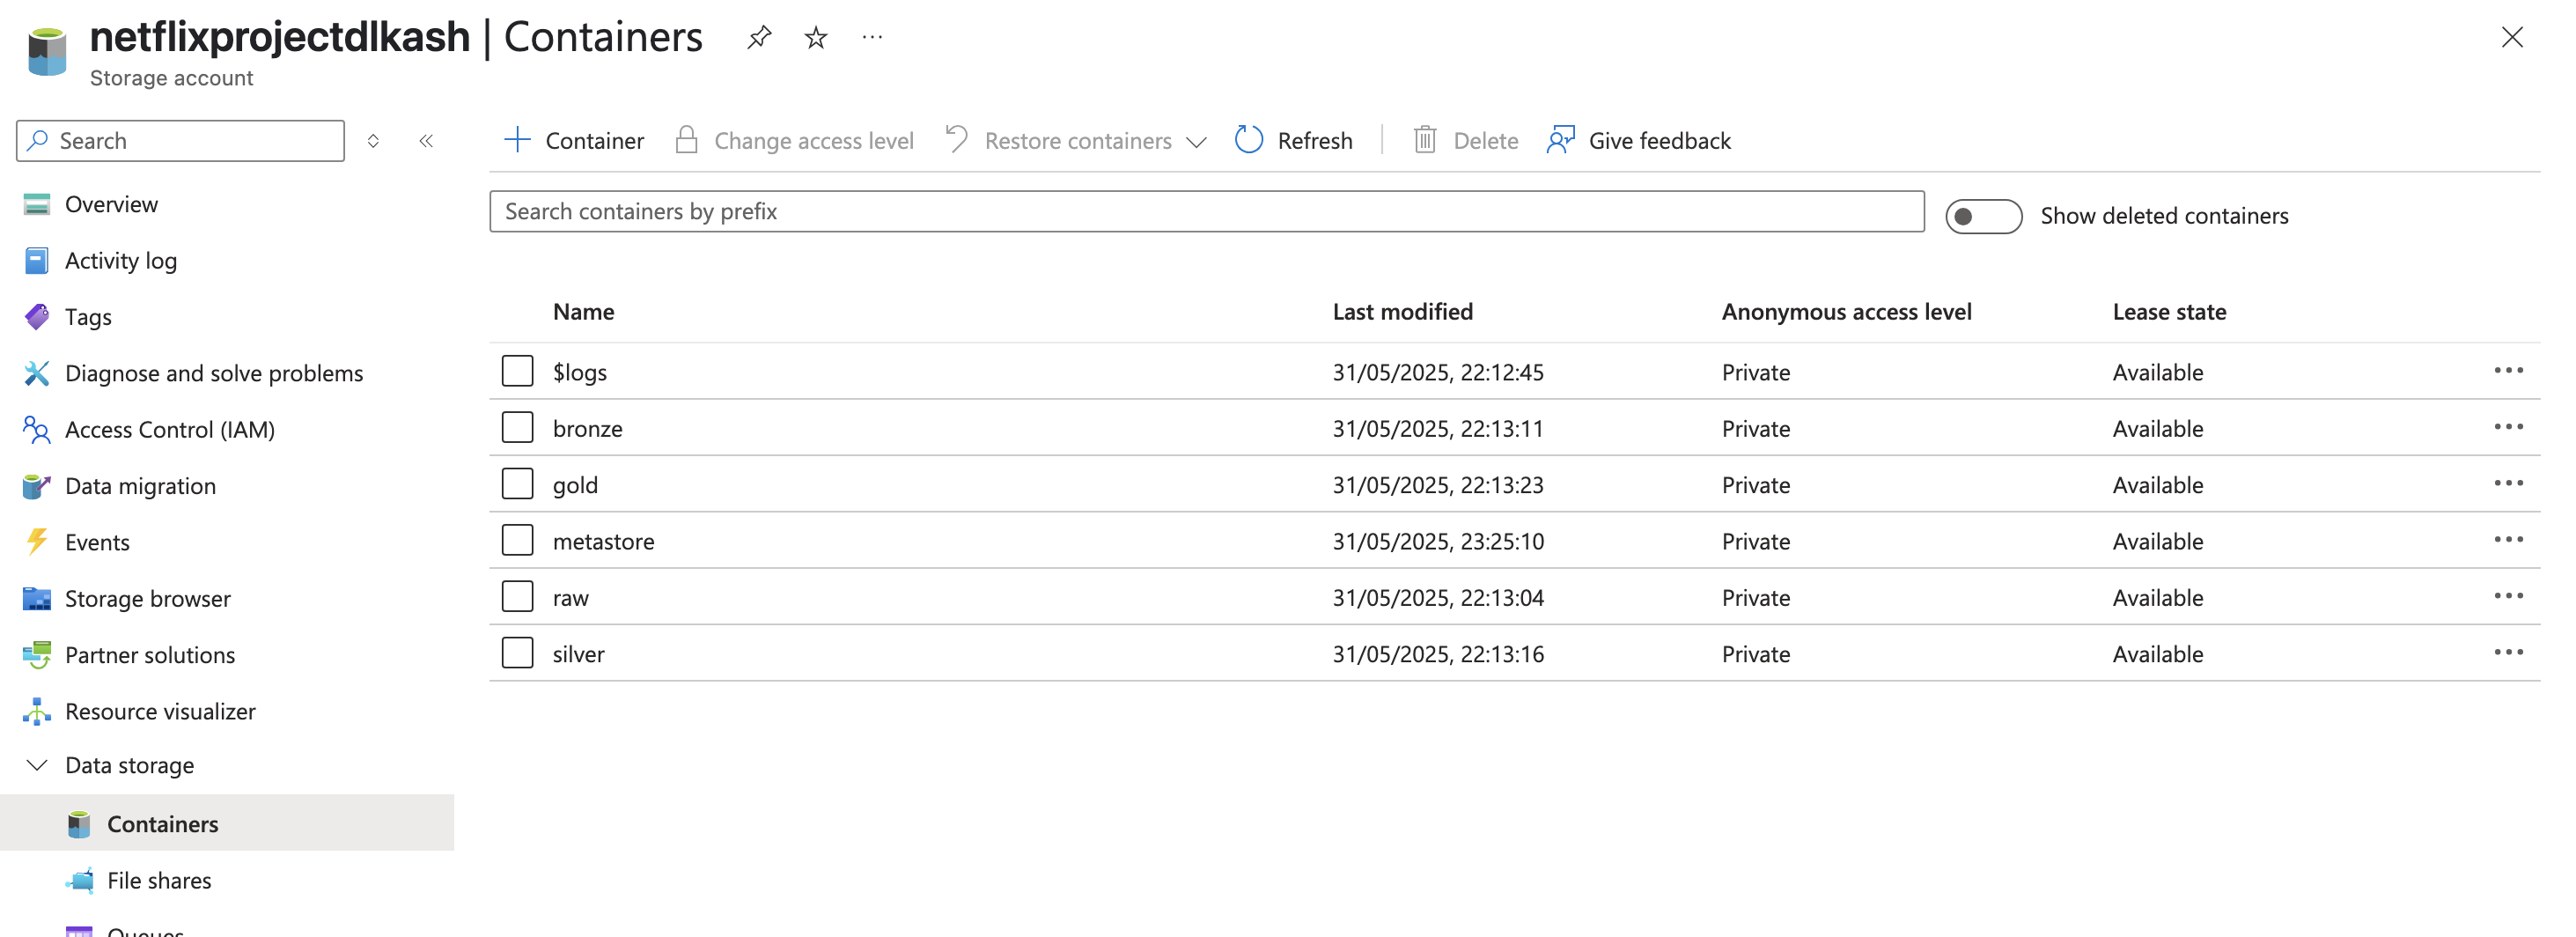 netflixprojectdlkash | Containers
Storage account
Search
Container Change access level Restore containers Refresh Delete Give feedback
Search containers by prefix
Show deleted containers
Overview
Activity log
Tags
Diagnose and solve problems
Access Control (IAM)
Data migration
Events
Storage browser
Partner solutions
Resource visualizer
Data storage
Containers
File shares
Queues
Name Last modified Anonymous access level Lease state
$logs 31/05/2025, 22:12:45 Private Available
bronze 31/05/2025, 22:13:11 Private Available
gold 31/05/2025, 22:13:23 Private Available
metastore 31/05/2025, 23:25:10 Private Available
raw 31/05/2025, 22:13:04 Private Available
silver 31/05/2025, 22:13:16 Private Available